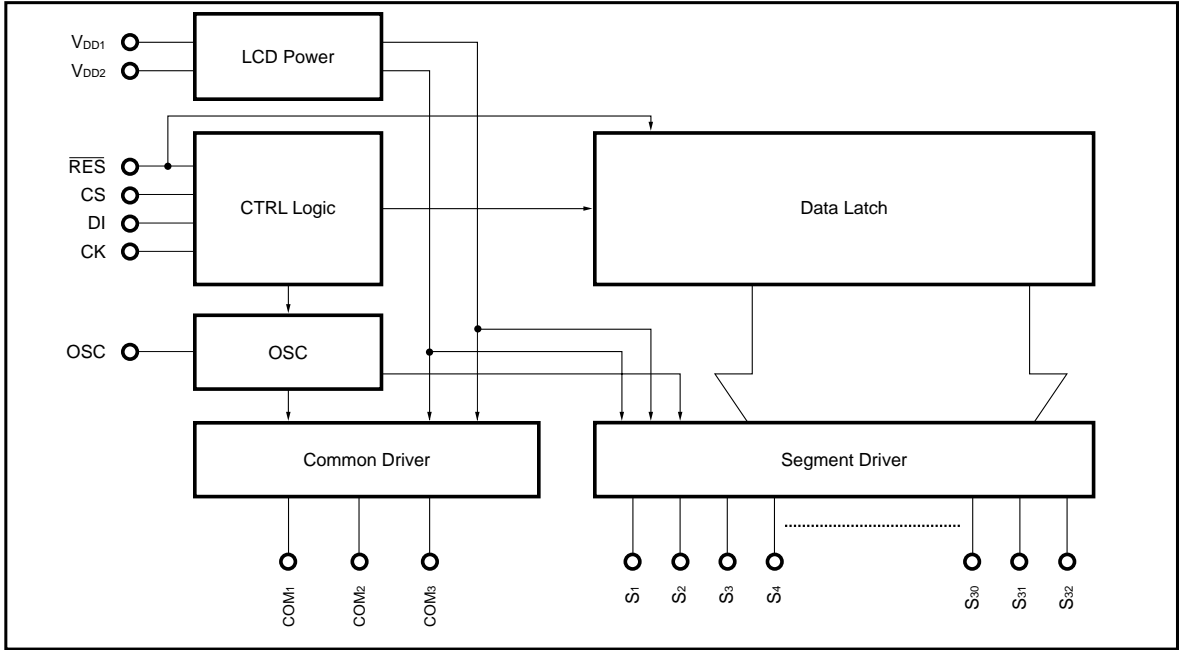 VDD1
VDD2
LCD Power
RES
CS
DI
CK
CTRL Logic
Data Latch
OSC
OSC
Common Driver
Segment Driver
COM1
COM2
COM3
S1
S2
S3
S4
S30
S31
S32